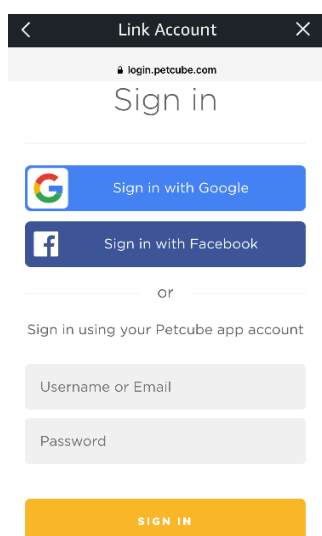 Link Account
login.petcube.com
Sign in
Sign in with Google
Sign in with Facebook
or
Sign in using your Petcube app account
Username or Email
Password
SIGN IN